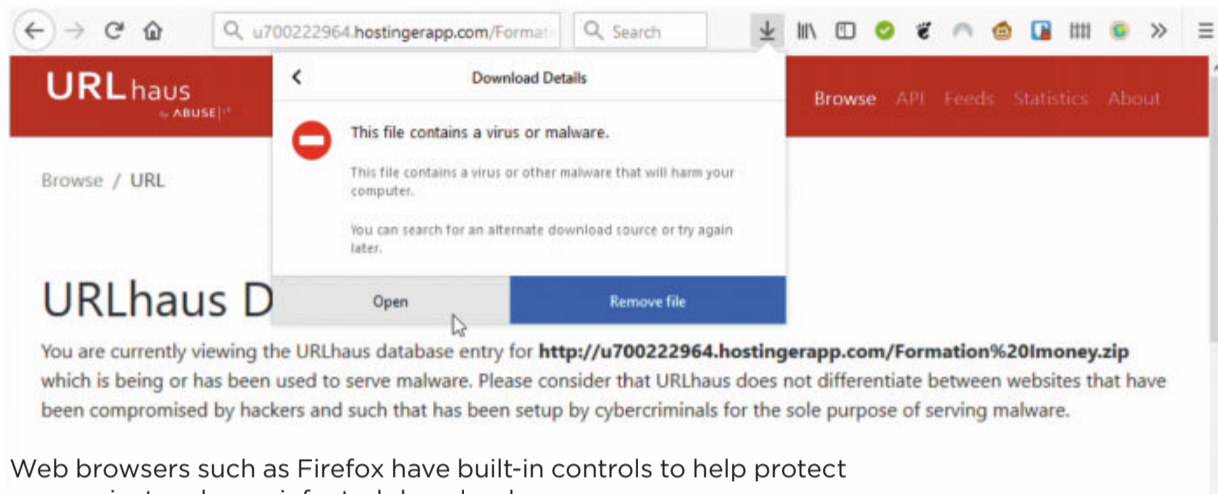 u700222964.hostingerapp.com/Format
Search
URLhaus
by ABUSE
Browse API Feeds Statistics About
Download Details
This file contains a virus or malware.
This file contains a virus or other malware that will harm your
computer.
You can search for an alternate download source or try again
later.
Open
Remove file
Browse / URL
URLhaus D
You are currently viewing the URLhaus database entry for http://u700222964.hostingerapp.com/Formation%20Imoney.zip
which is being or has been used to serve malware. Please consider that URLhaus does not differentiate between websites that have
been compromised by hackers and such that has been setup by cybercriminals for the sole purpose of serving malware.
Web browsers such as Firefox have built-in controls to help protect